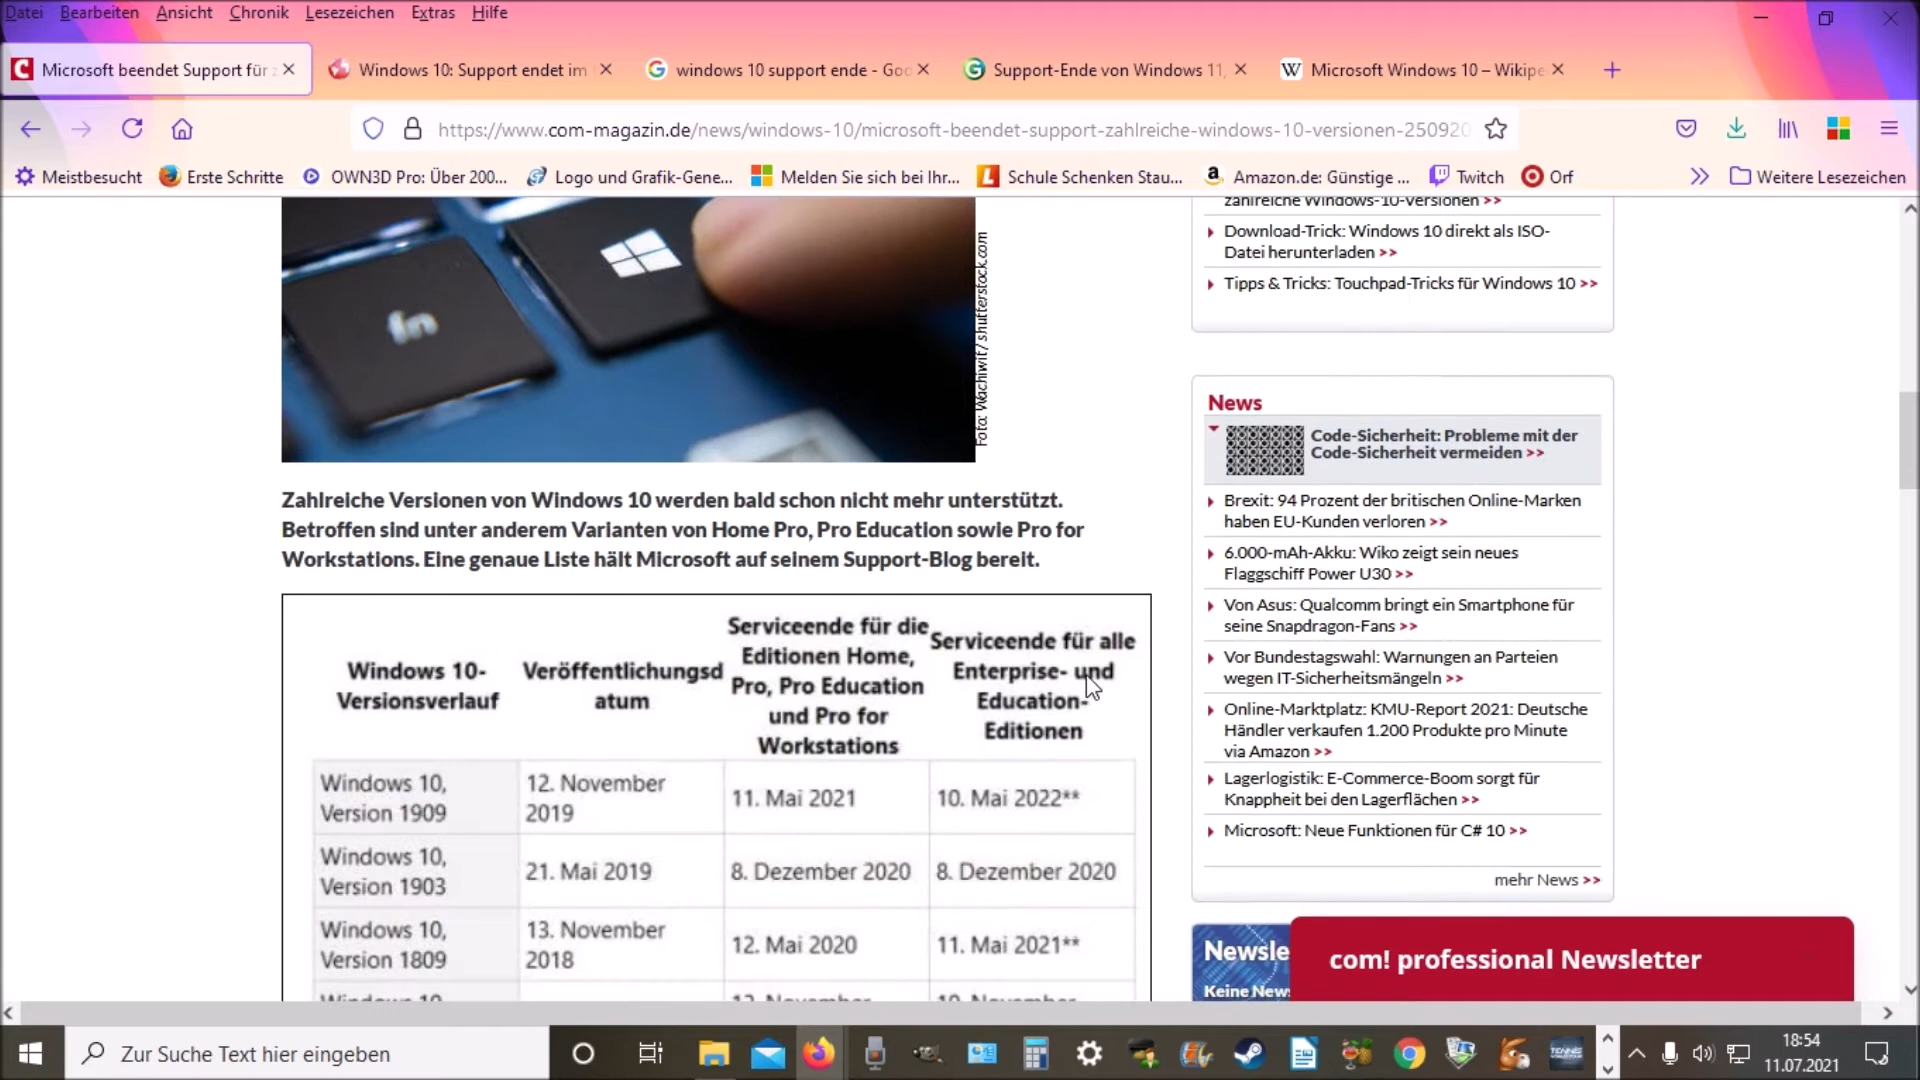 Datei Bearbeiten Ansicht Chronik Lesezeichen Extras Hilfe
Microsoft beendet Support für z
Windows 10: Support endet im
windows 10 support ende - Goo
Support-Ende von Windows 11,
Microsoft Windows 10 – Wikipe
https://www.com-magazin.de/news/windows-10/microsoft-beendet-support-zahlreiche-windows-10-versionen-250920
Meistbesucht
Erste Schritte
OWN3D Pro: Über 200...
Logo und Grafik-Gene...
Melden Sie sich bei Ihr...
Schule Schenken Stau...
Amazon.de: Günstige ...
Twitch
Orf
Weitere Lesezeichen
fn
Foto: Wachiwit / shutterstock.com
Zahlreiche Versionen von Windows 10 werden bald schon nicht mehr unterstützt.
Betroffen sind unter anderem Varianten von Home Pro, Pro Education sowie Pro for
Workstations. Eine genaue Liste hält Microsoft auf seinem Support-Blog bereit.
Windows 10-
Versionsverlauf
Veröffentlichungsd
atum
Serviceende für die
Editionen Home,
Pro, Pro Education
und Pro for
Workstations
Serviceende für alle
Enterprise- und
Education-
Editionen
Windows 10,
Version 1909
12. November
2019
11. Mai 2021
10. Mai 2022**
Windows 10,
Version 1903
21. Mai 2019
8. Dezember 2020
8. Dezember 2020
Windows 10,
Version 1809
13. November
2018
12. Mai 2020
11. Mai 2021**
Windows 10,
12. November
10. November
zahlreiche Windows-10-Versionen >>
Download-Trick: Windows 10 direkt als ISO-
Datei herunterladen >>
Tipps & Tricks: Touchpad-Tricks für Windows 10 >>
News
Code-Sicherheit: Probleme mit der
Code-Sicherheit vermeiden >>
Brexit: 94 Prozent der britischen Online-Marken
haben EU-Kunden verloren >>
6.000-mAh-Akku: Wiko zeigt sein neues
Flaggschiff Power U30 >>
Von Asus: Qualcomm bringt ein Smartphone für
seine Snapdragon-Fans >>
Vor Bundestagswahl: Warnungen an Parteien
wegen IT-Sicherheitsmängeln >>
Online-Marktplatz: KMU-Report 2021: Deutsche
Händler verkaufen 1.200 Produkte pro Minute
via Amazon >>
Lagerlogistik: E-Commerce-Boom sorgt für
Knappheit bei den Lagerflächen >>
Microsoft: Neue Funktionen für C# 10 >>
mehr News >>
Newsle
Keine News
com! professional Newsletter
Zur Suche Text hier eingeben
18:54
11.07.2021